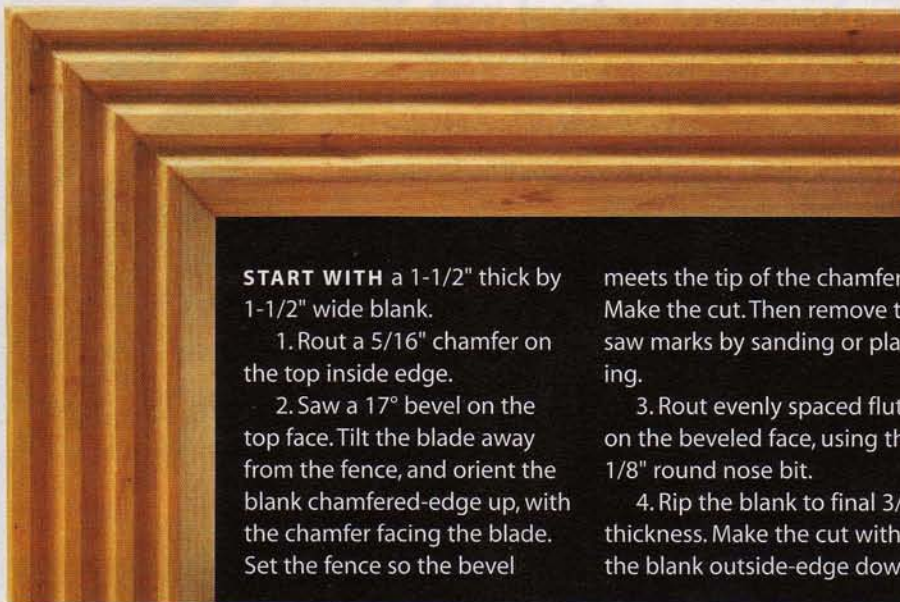 START WITH a 1-1/2" thick by
1-1/2" wide blank.
1. Rout a 5/16" chamfer on
the top inside edge.
2. Saw a 17° bevel on the
top face. Tilt the blade away
from the fence, and orient the
blank chamfered-edge up, with
the chamfer facing the blade.
Set the fence so the bevel
meets the tip of the chamfer
Make the cut. Then remove t
saw marks by sanding or pla
ing.
3. Rout evenly spaced flut
on the beveled face, using th
1/8" round nose bit.
4. Rip the blank to final 3/
thickness. Make the cut with
the blank outside-edge dow